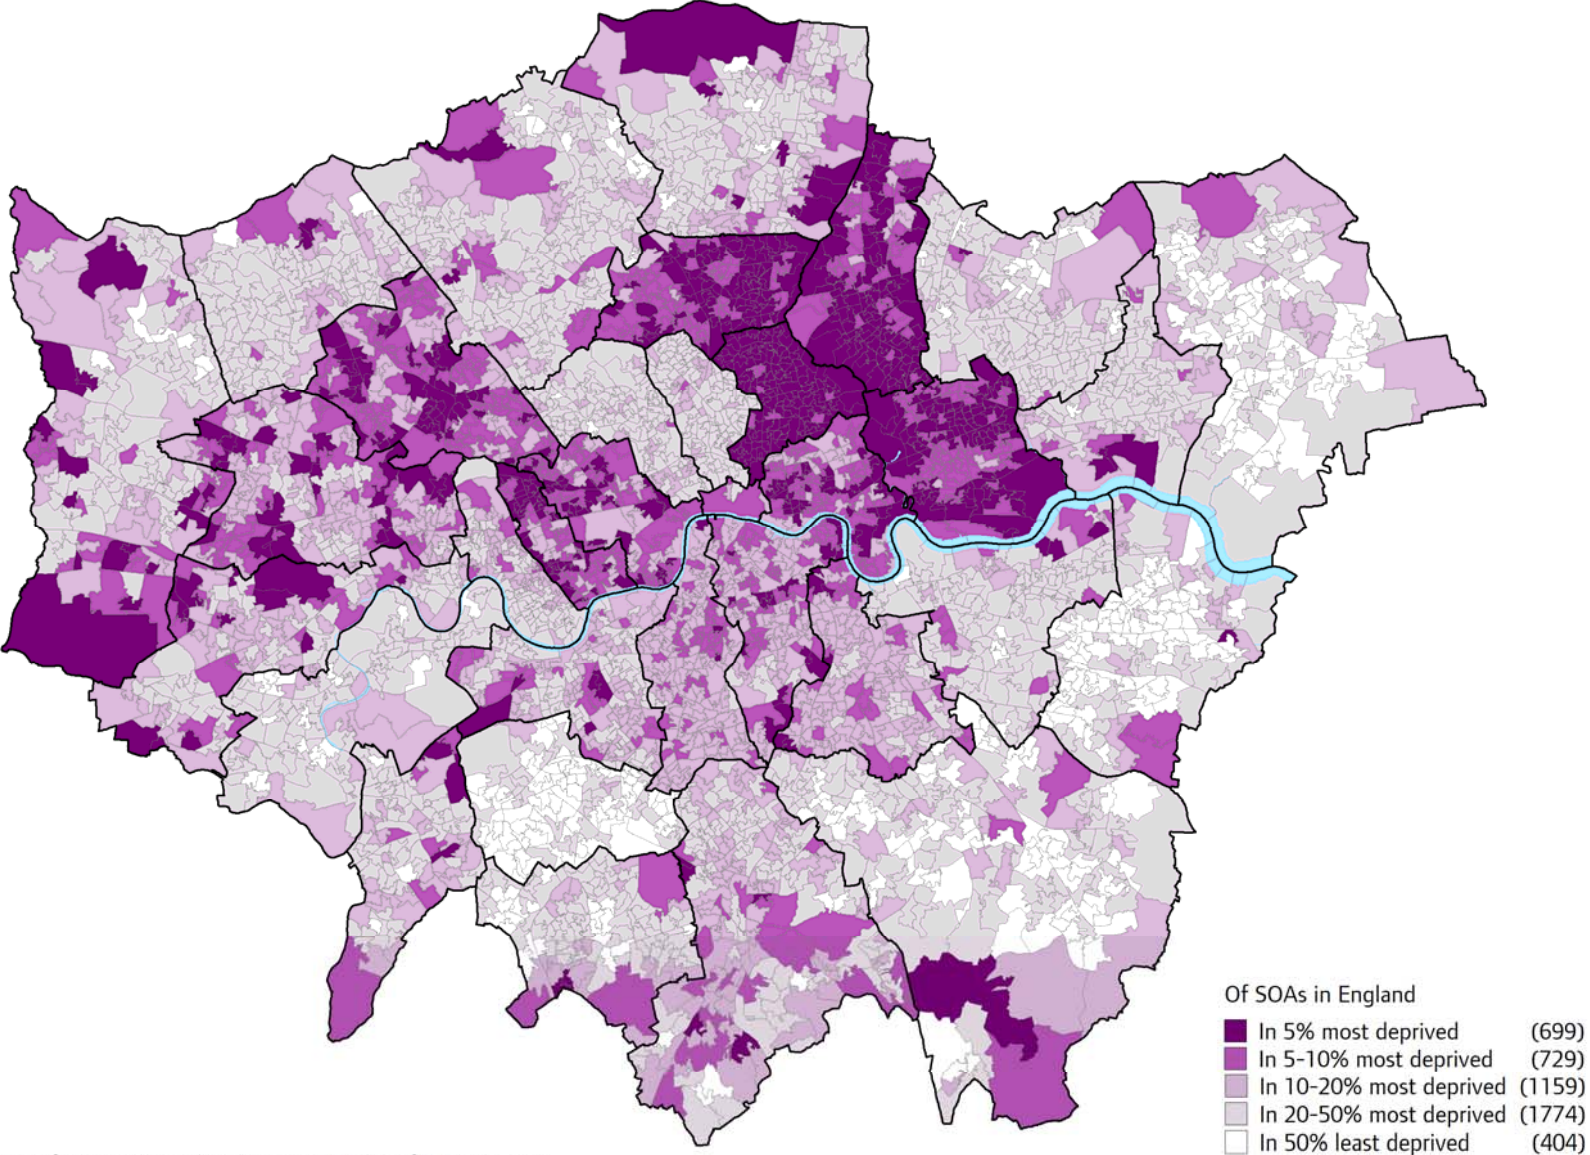 Of SOAs in England
In 5% most deprived (699)
In 5-10% most deprived (729)
In 10-20% most deprived (1159)
In 20-50% most deprived (1774)
In 50% least deprived (404)